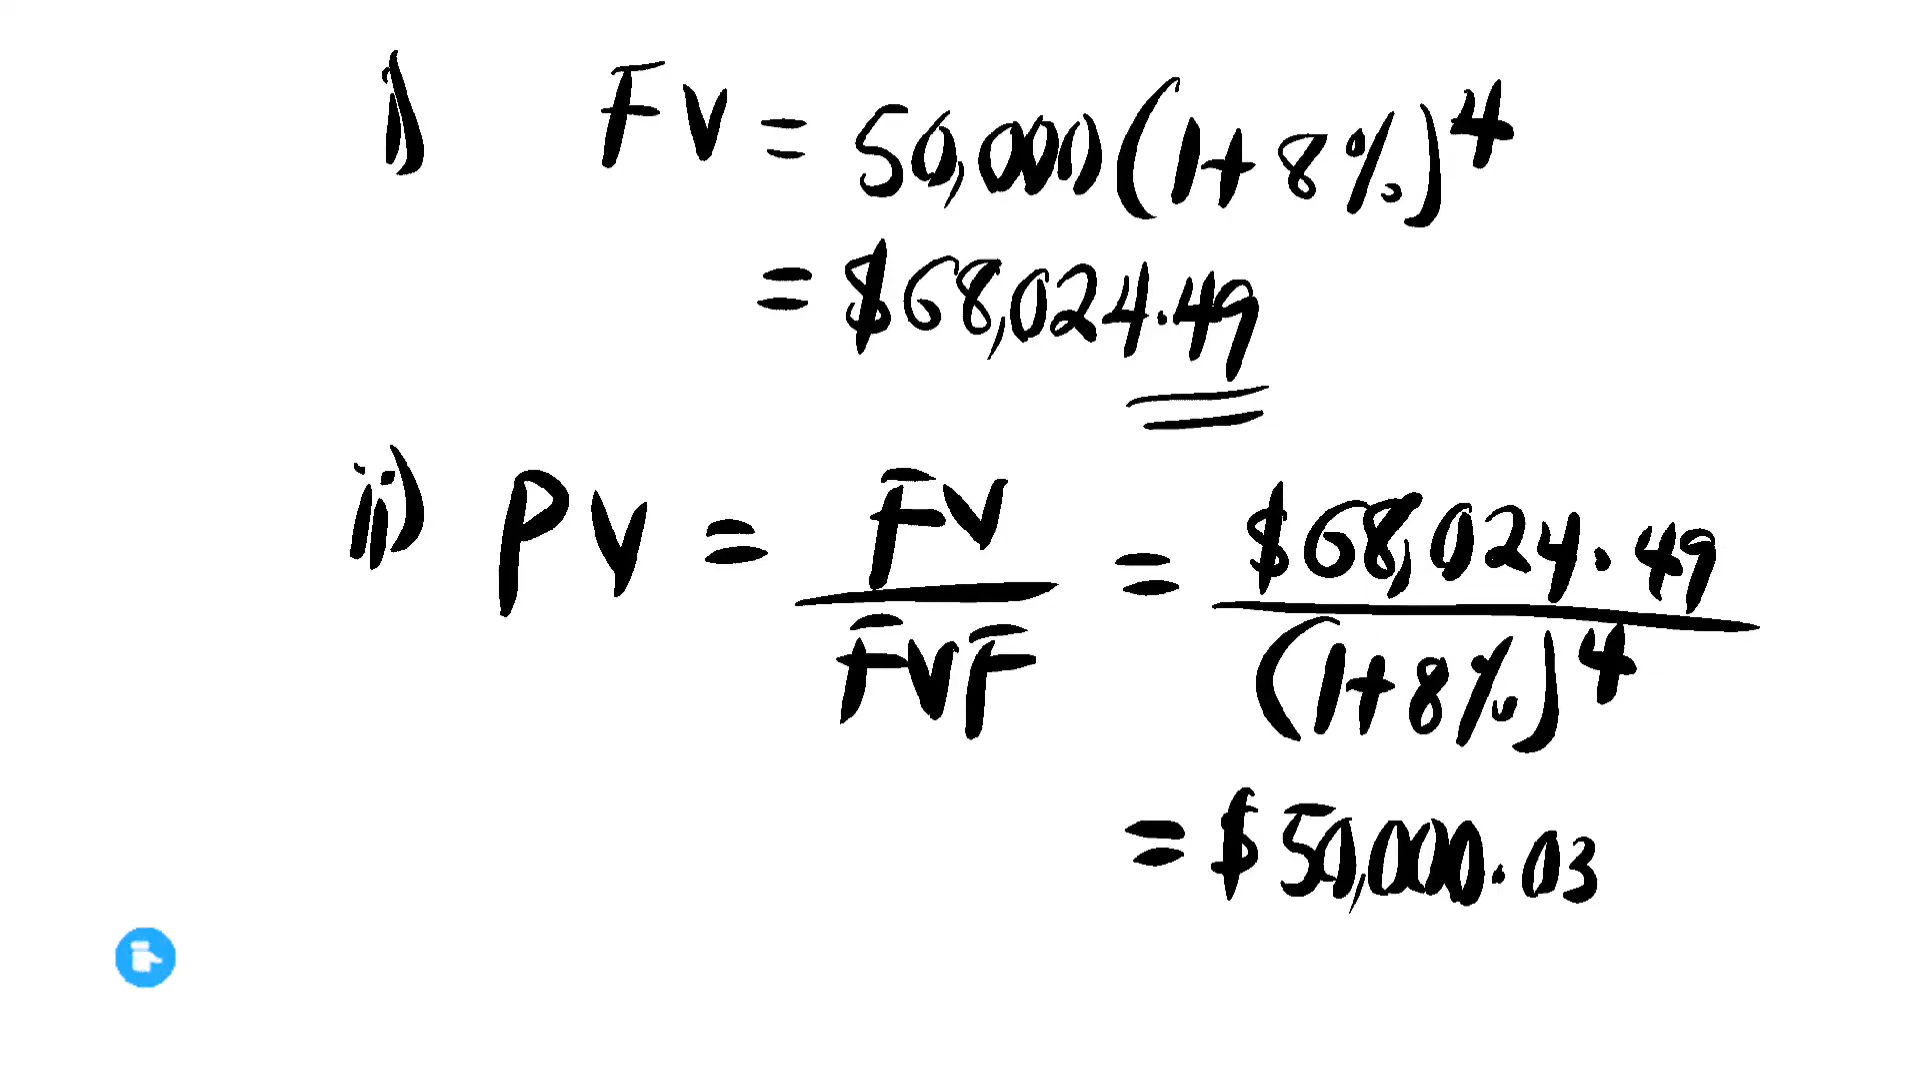 i) FV = 50,000(1+8%)^4
= $68,024.49
ii) PV = FV/FVF = $68,024.49/(1+8%)^4
= $50,000.03